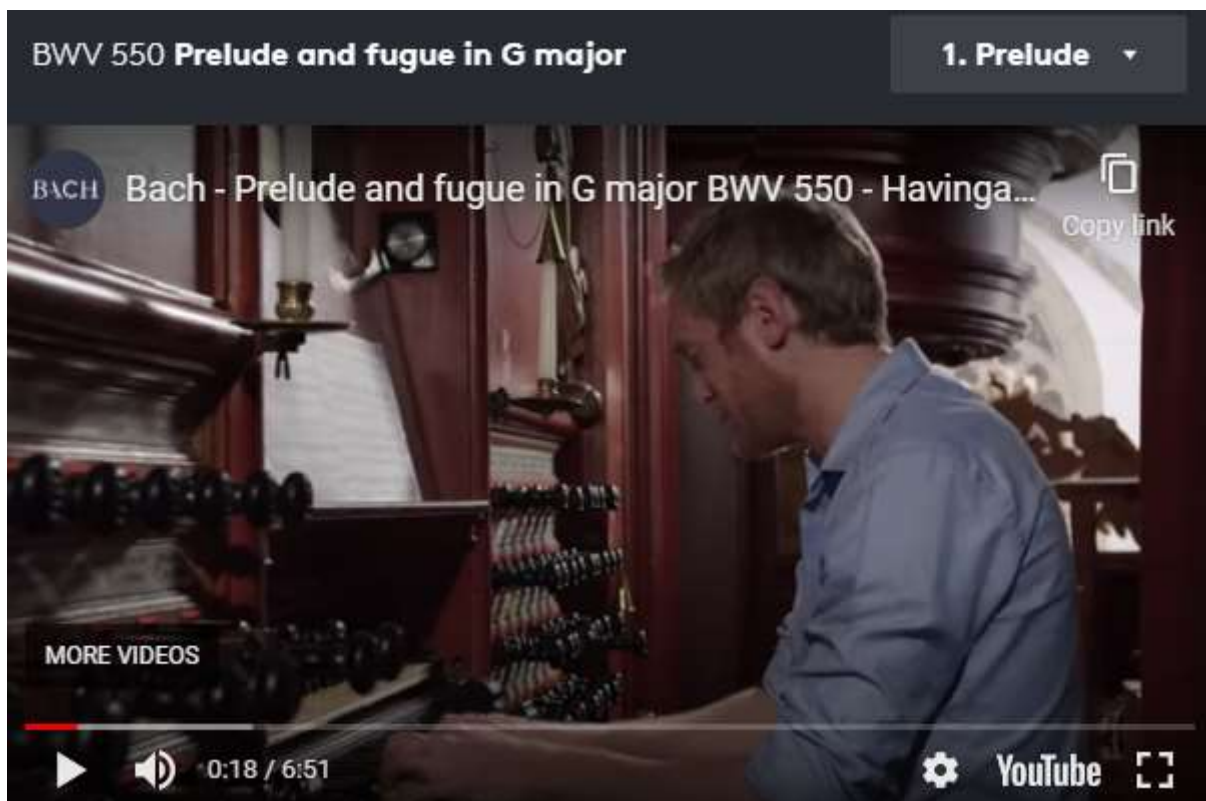 BWV 550 Prelude and fugue in G major
1. Prelude
BACH
Bach - Prelude and fugue in G major BWV 550 - Havinga...
Copy link
MORE VIDEOS
0:18 / 6:51
YouTube